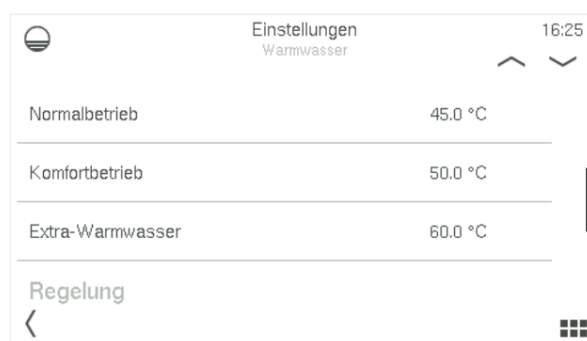 Einstellungen
16:25
Warmwasser
Normalbetrieb 45.0 °C
Komfortbetrieb 50.0 °C
Extra-Warmwasser 60.0 °C
Regelung